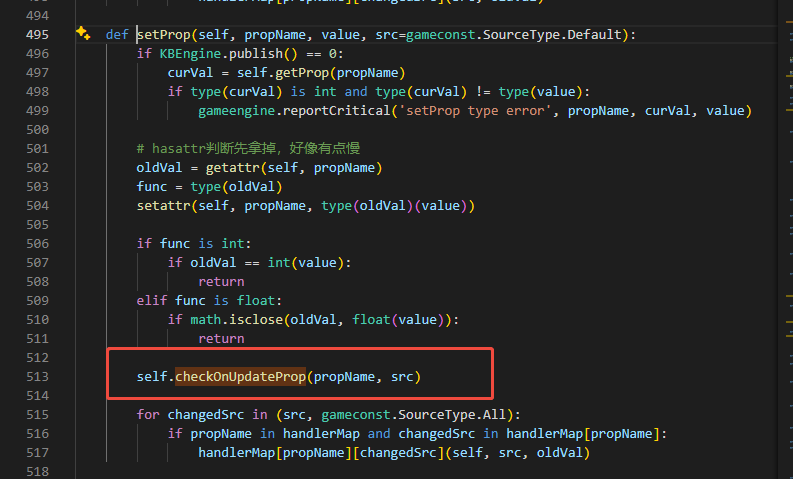 494
495 def setProp(self, propName, value, src=gameconst.SourceType.Default):
496 if KBEngine.publish() == 0:
497 curVal = self.getProp(propName)
498 if type(curVal) is int and type(curVal) != type(value):
499 gameengine.reportCritical('setProp type error', propName, curVal, value)
500
501 # hasattr判断先拿掉，好像有点慢
502 oldVal = getattr(self, propName)
503 func = type(oldVal)
504 setattr(self, propName, type(oldVal)(value))
505
506 if func is int:
507 if oldVal == int(value):
508 return
509 elif func is float:
510 if math.isclose(oldVal, float(value)):
511 return
512
513 self.checkOnUpdateProp(propName, src)
514
515 for changedSrc in (src, gameconst.SourceType.All):
516 if propName in handlerMap and changedSrc in handlerMap[propName]:
517 handlerMap[propName][changedSrc](self, src, oldVal)
518